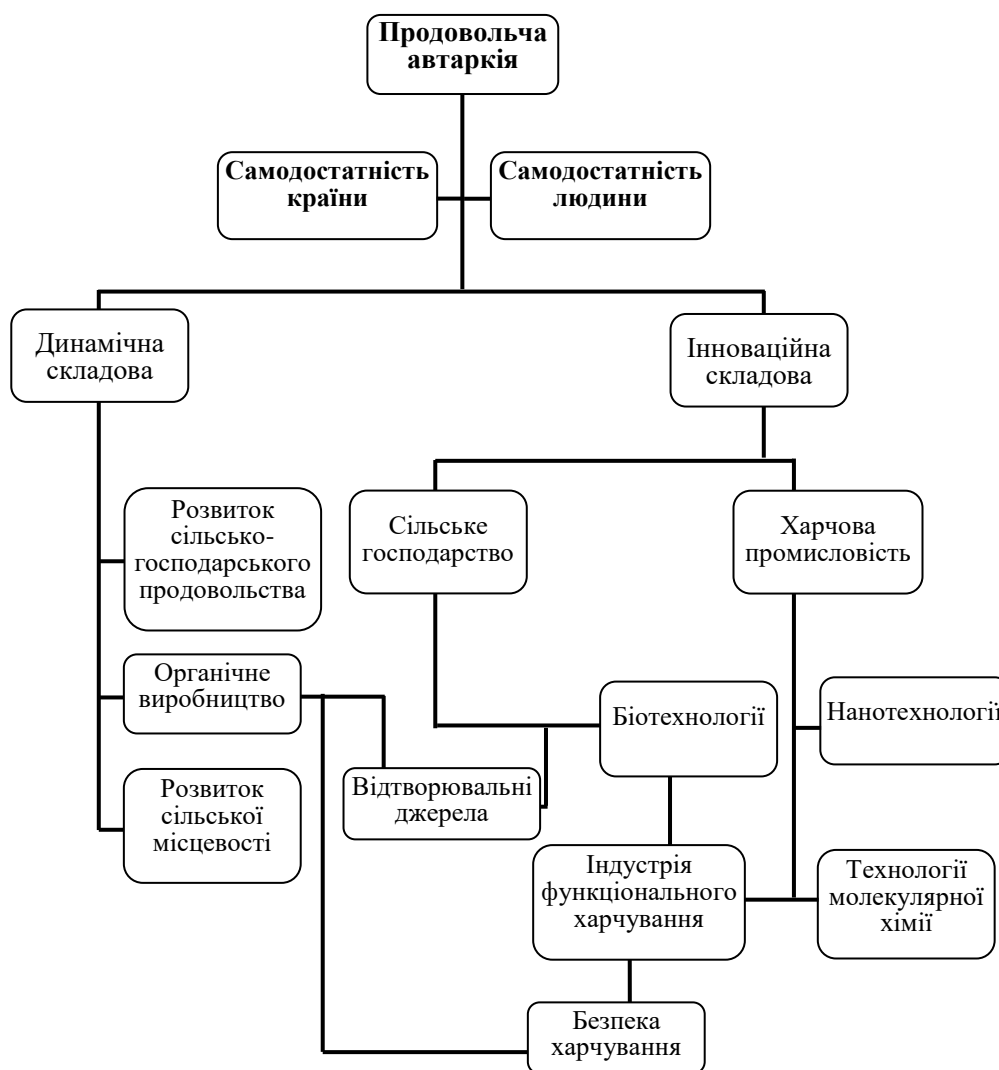 Продовольча
автаркія
Самодостатність
країни
Самодостатність
людини
Динамічна
складова
Інноваційна
складова
Розвиток
сільсько-
господарського
продовольства
Сільське
господарство
Харчова
промисловість
Органічне
виробництво
Біотехнології
Нанотехнології
Відтворювальні
джерела
Розвиток
сільської
місцевості
Індустрія
функціонального
харчування
Технології
молекулярної
хімії
Безпека
харчування